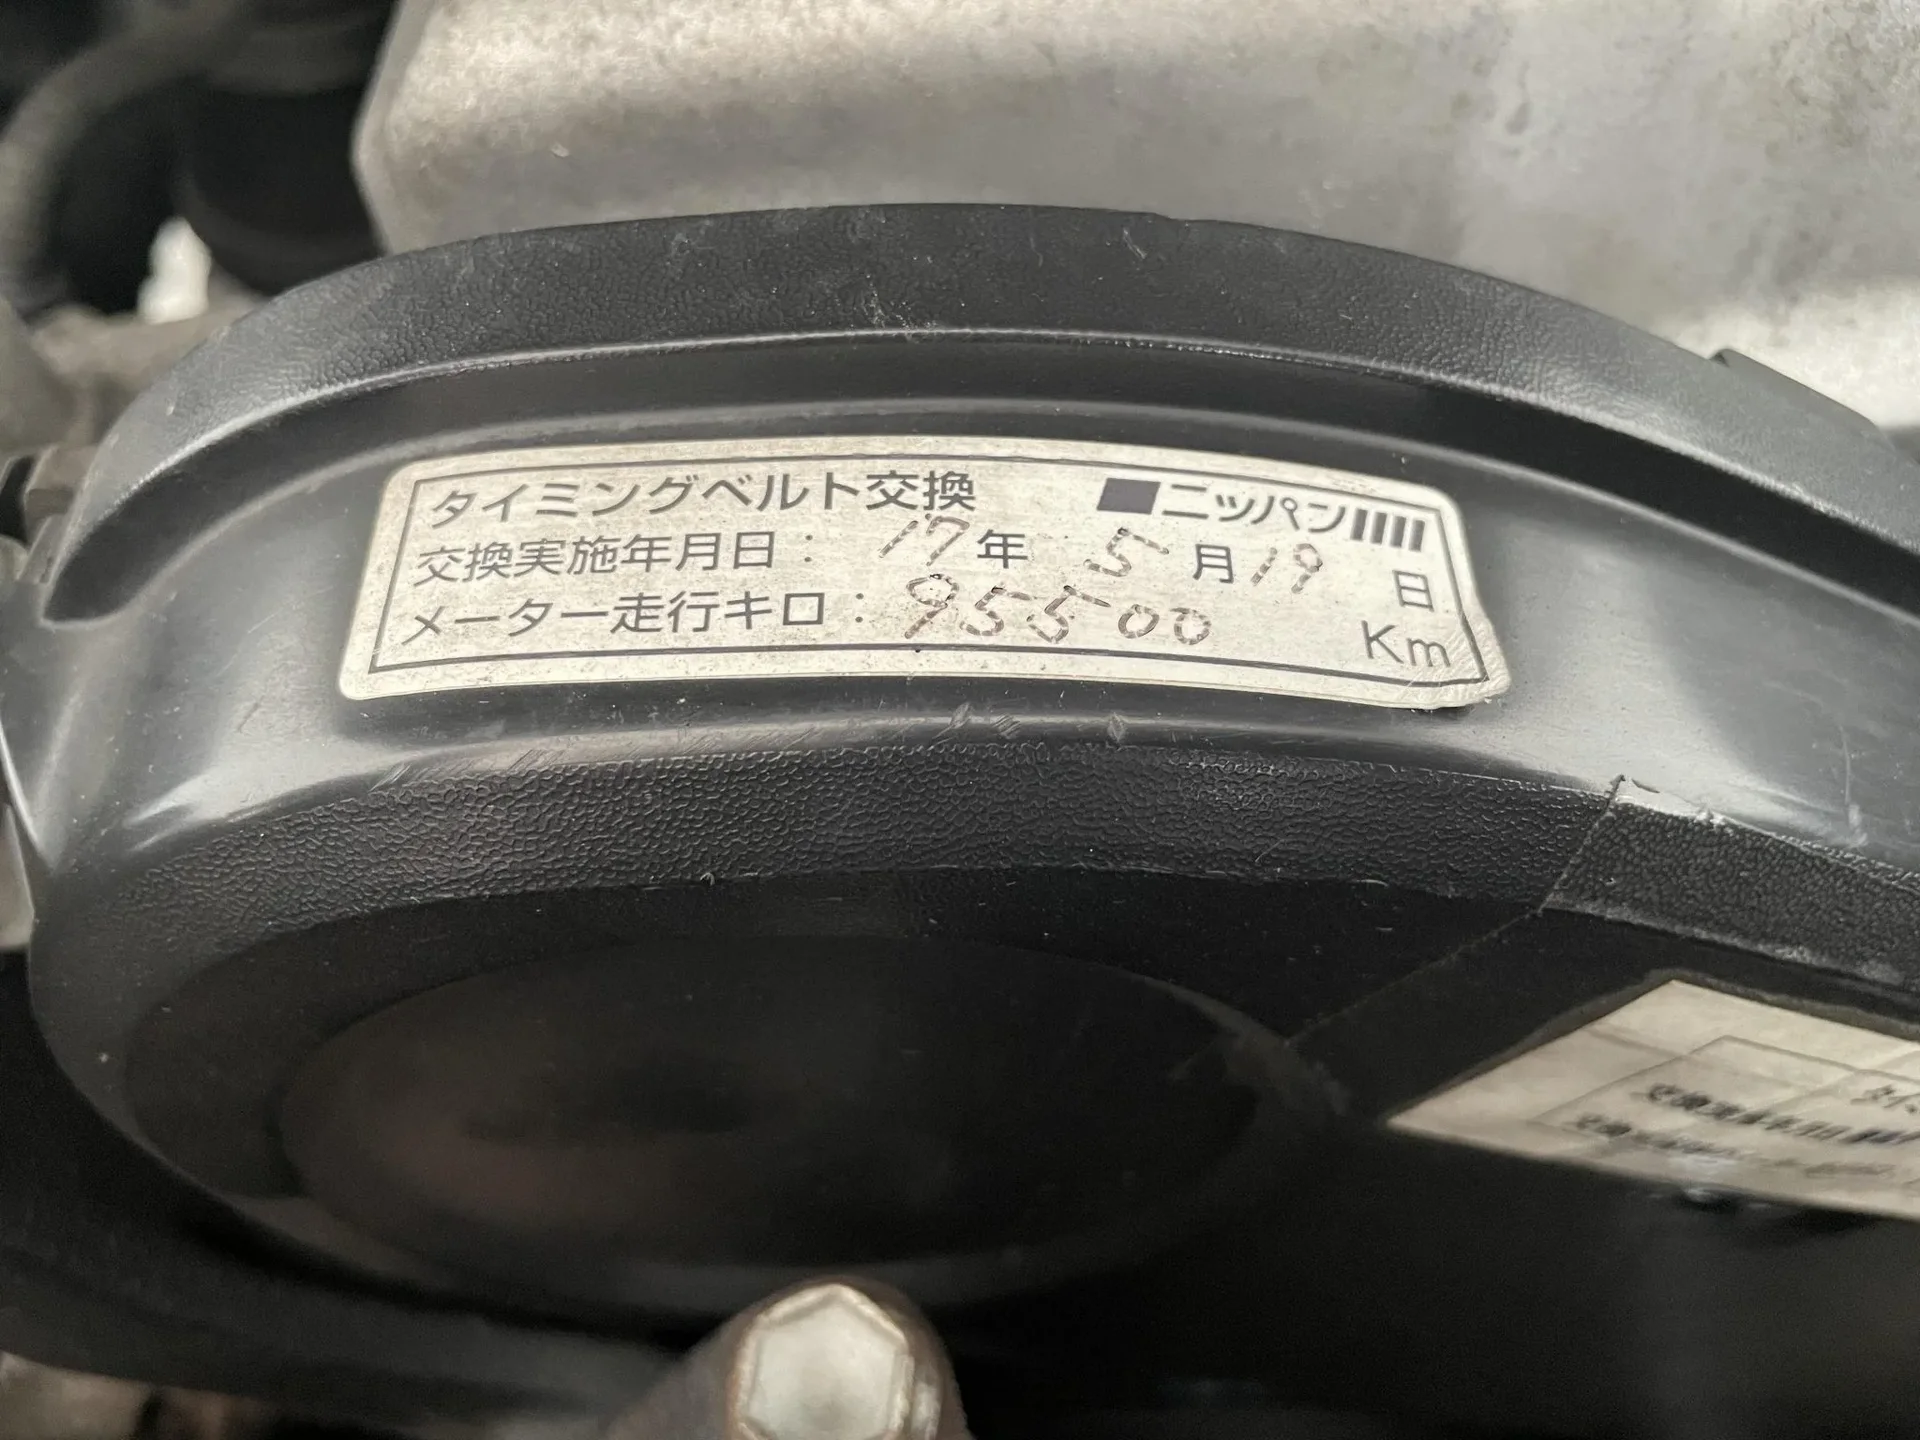 タイミングベルト交換 ニッパン
交換実施年月日： 17年 5月19日
メーター走行キロ： 95500 Km